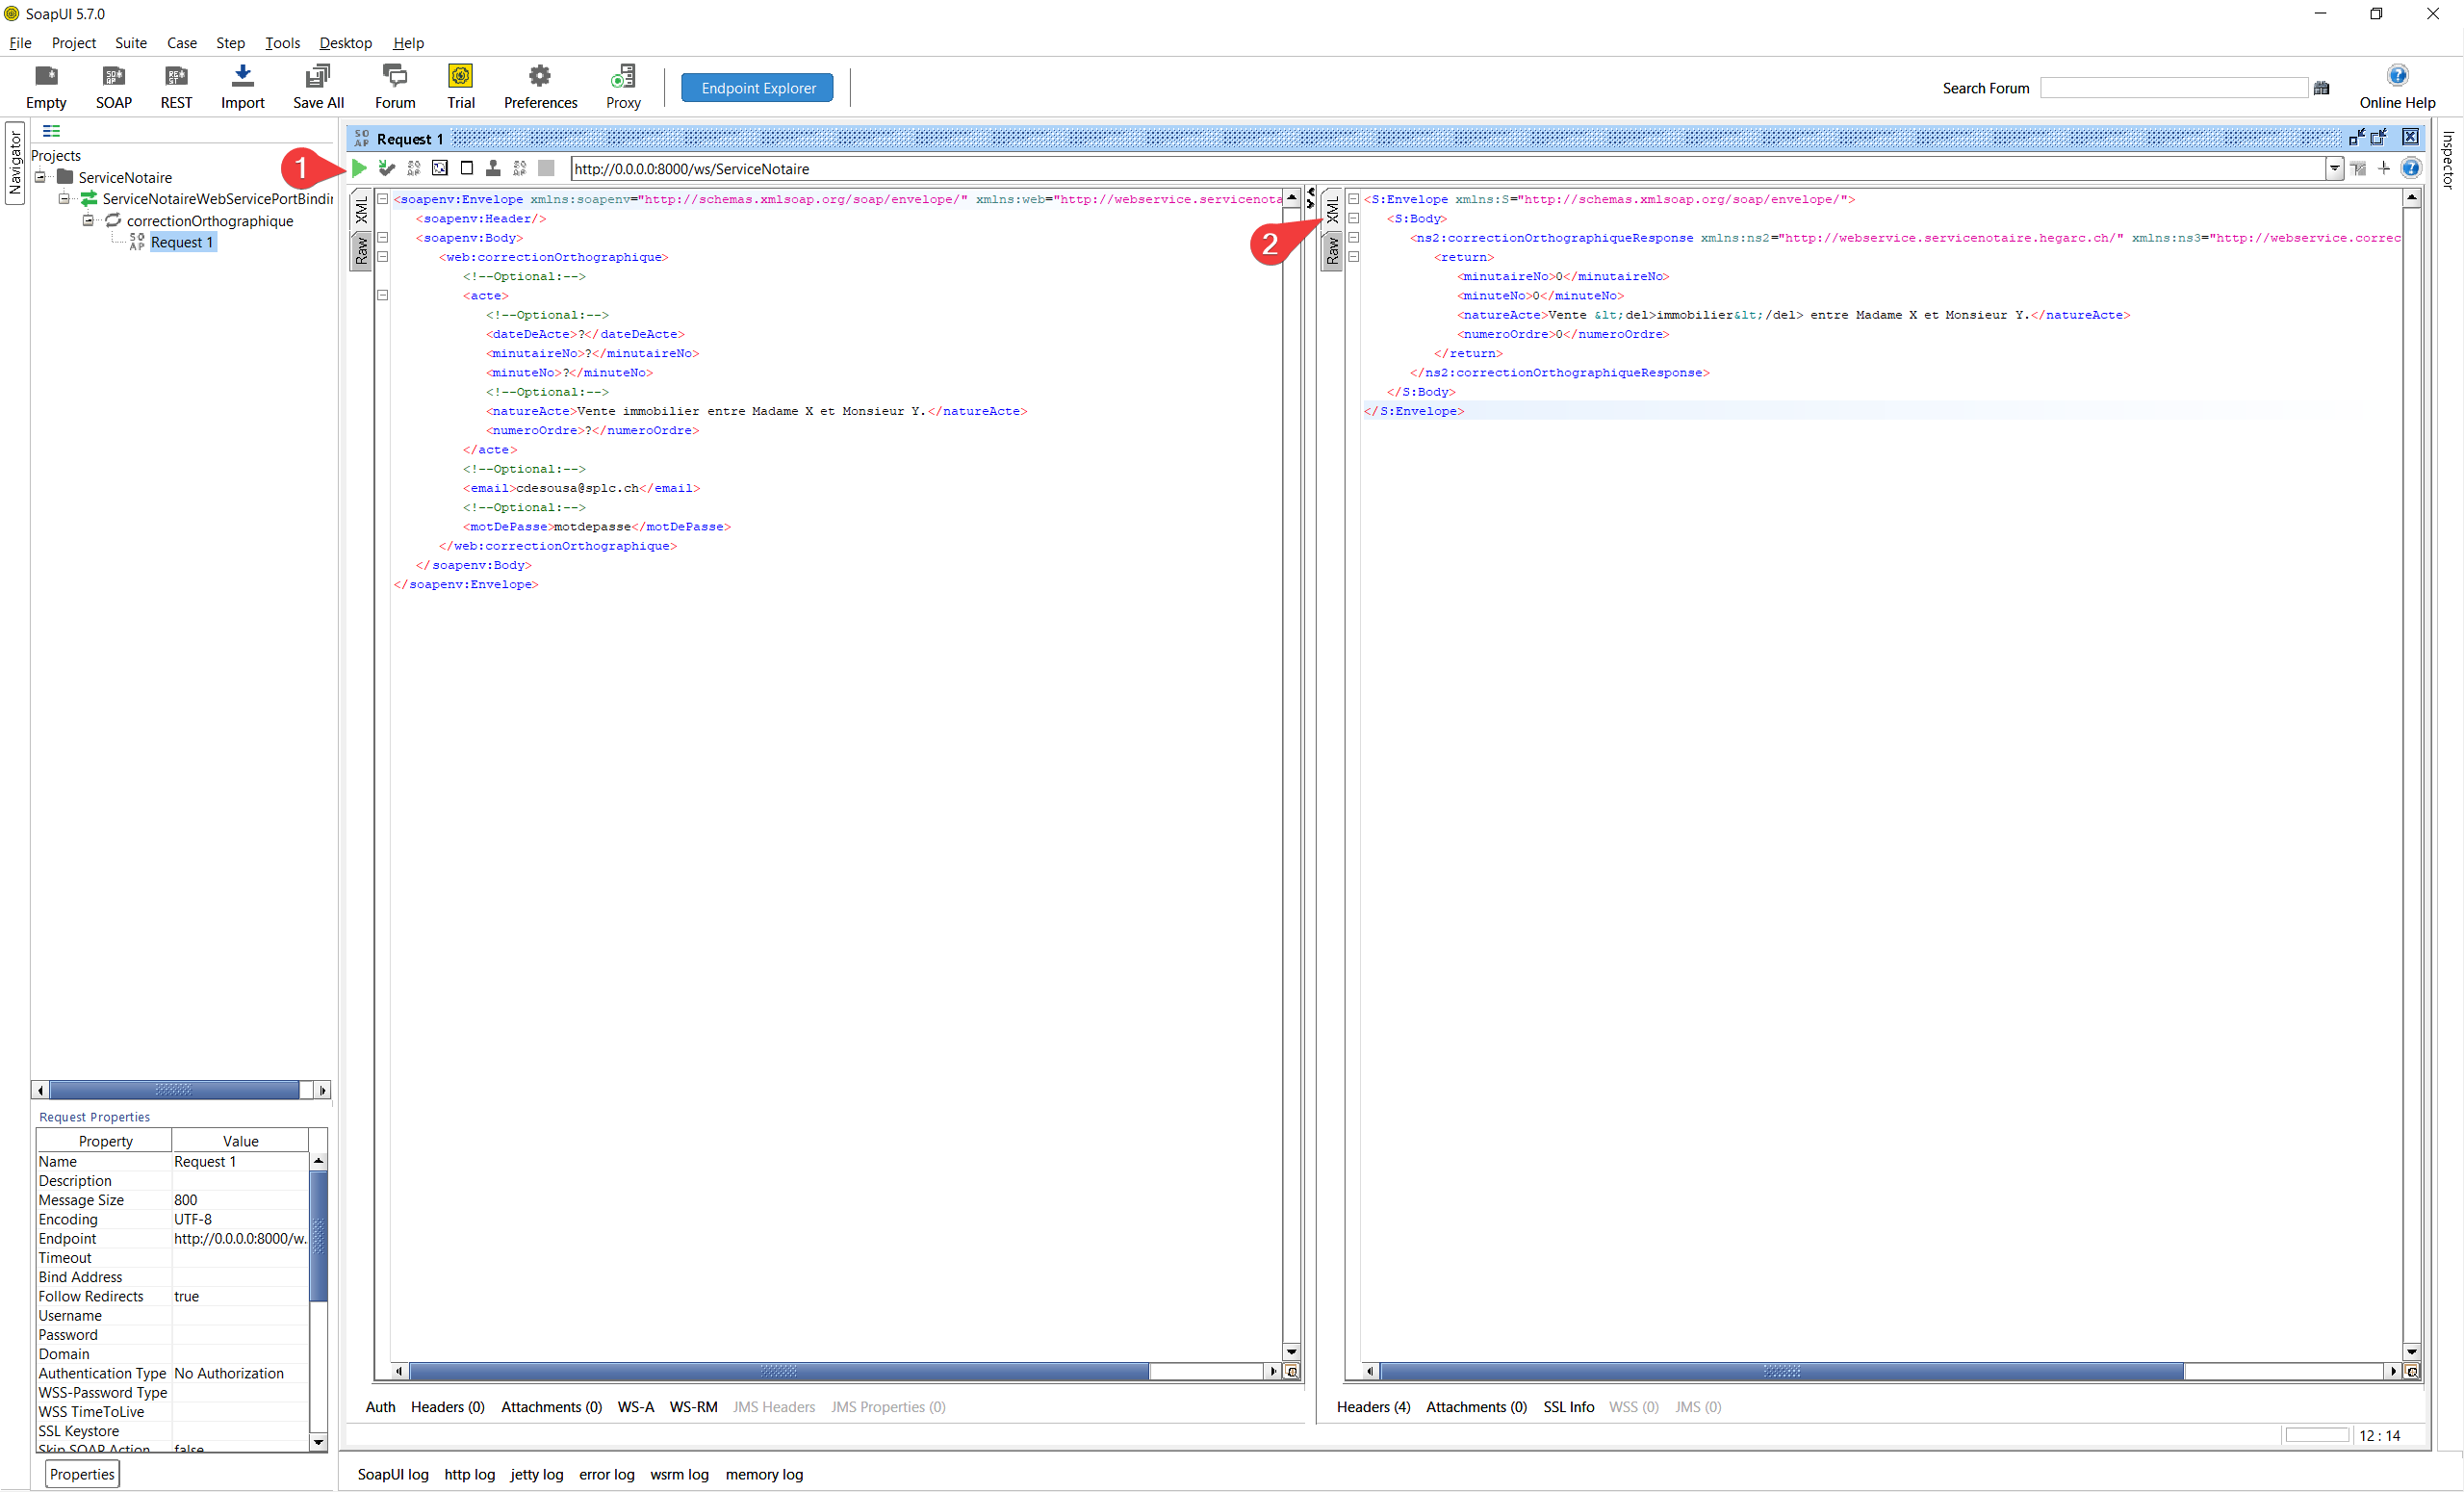 SoapUI 5.7.0
File Project Suite Case Step Tools Desktop Help
Empty SOAP REST Import Save All Forum Trial Preferences Proxy Endpoint Explorer Search Forum Online Help
Navigator
Projects
ServiceNotaire
ServiceNotaireWebServicePortBindin
correctionOrthographique
SO AP Request 1
SO AP Request 1
1
http://0.0.0.0:8000/ws/ServiceNotaire
Inspector
XML
Raw
<soapenv:Envelope xmlns:soapenv="http://schemas.xmlsoap.org/soap/envelope/" xmlns:web="http://webservice.servicenota
<soapenv:Header/>
<soapenv:Body>
<web:correctionOrthographique>
<!--Optional:-->
<acte>
<!--Optional:-->
<dateDeActe>?</dateDeActe>
<minutaireNo>?</minutaireNo>
<minuteNo>?</minuteNo>
<!--Optional:-->
<natureActe>Vente immobilier entre Madame X et Monsieur Y.</natureActe>
<numeroOrdre>?</numeroOrdre>
</acte>
<!--Optional:-->
<email>cdesousa@splc.ch</email>
<!--Optional:-->
<motDePasse>motdepasse</motDePasse>
</web:correctionOrthographique>
</soapenv:Body>
</soapenv:Envelope>
2
XML
Raw
<S:Envelope xmlns:S="http://schemas.xmlsoap.org/soap/envelope/">
<S:Body>
<ns2:correctionOrthographiqueResponse xmlns:ns2="http://webservice.servicenotaire.hegarc.ch/" xmlns:ns3="http://webservice.correc
<return>
<minutaireNo>0</minutaireNo>
<minuteNo>0</minuteNo>
<natureActe>Vente &lt;del>immobilier&lt;/del> entre Madame X et Monsieur Y.</natureActe>
<numeroOrdre>0</numeroOrdre>
</return>
</ns2:correctionOrthographiqueResponse>
</S:Body>
</S:Envelope>
Request Properties
Property Value
Name Request 1
Description
Message Size 800
Encoding UTF-8
Endpoint http://0.0.0.0:8000/w...
Timeout
Bind Address
Follow Redirects true
Username
Password
Domain
Authentication Type No Authorization
WSS-Password Type
WSS TimeToLive
SSL Keystore
Skip SOAP Action false
Properties
Auth Headers (0) Attachments (0) WS-A WS-RM JMS Headers JMS Properties (0)
Headers (4) Attachments (0) SSL Info WSS (0) JMS (0)
12 : 14
SoapUI log http log jetty log error log wsrm log memory log